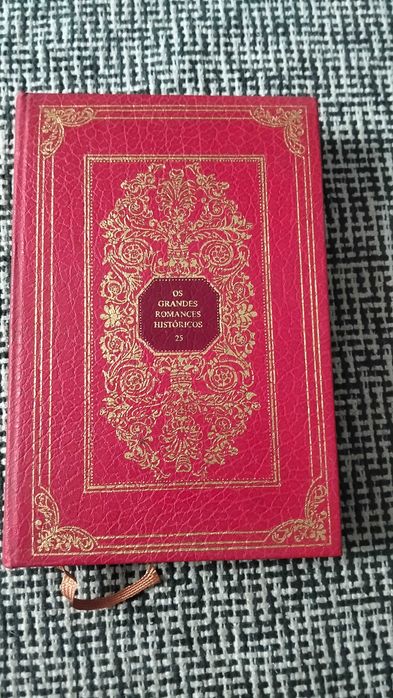 OS
GRANDES
ROMANCES
HISTÓRICOS
25